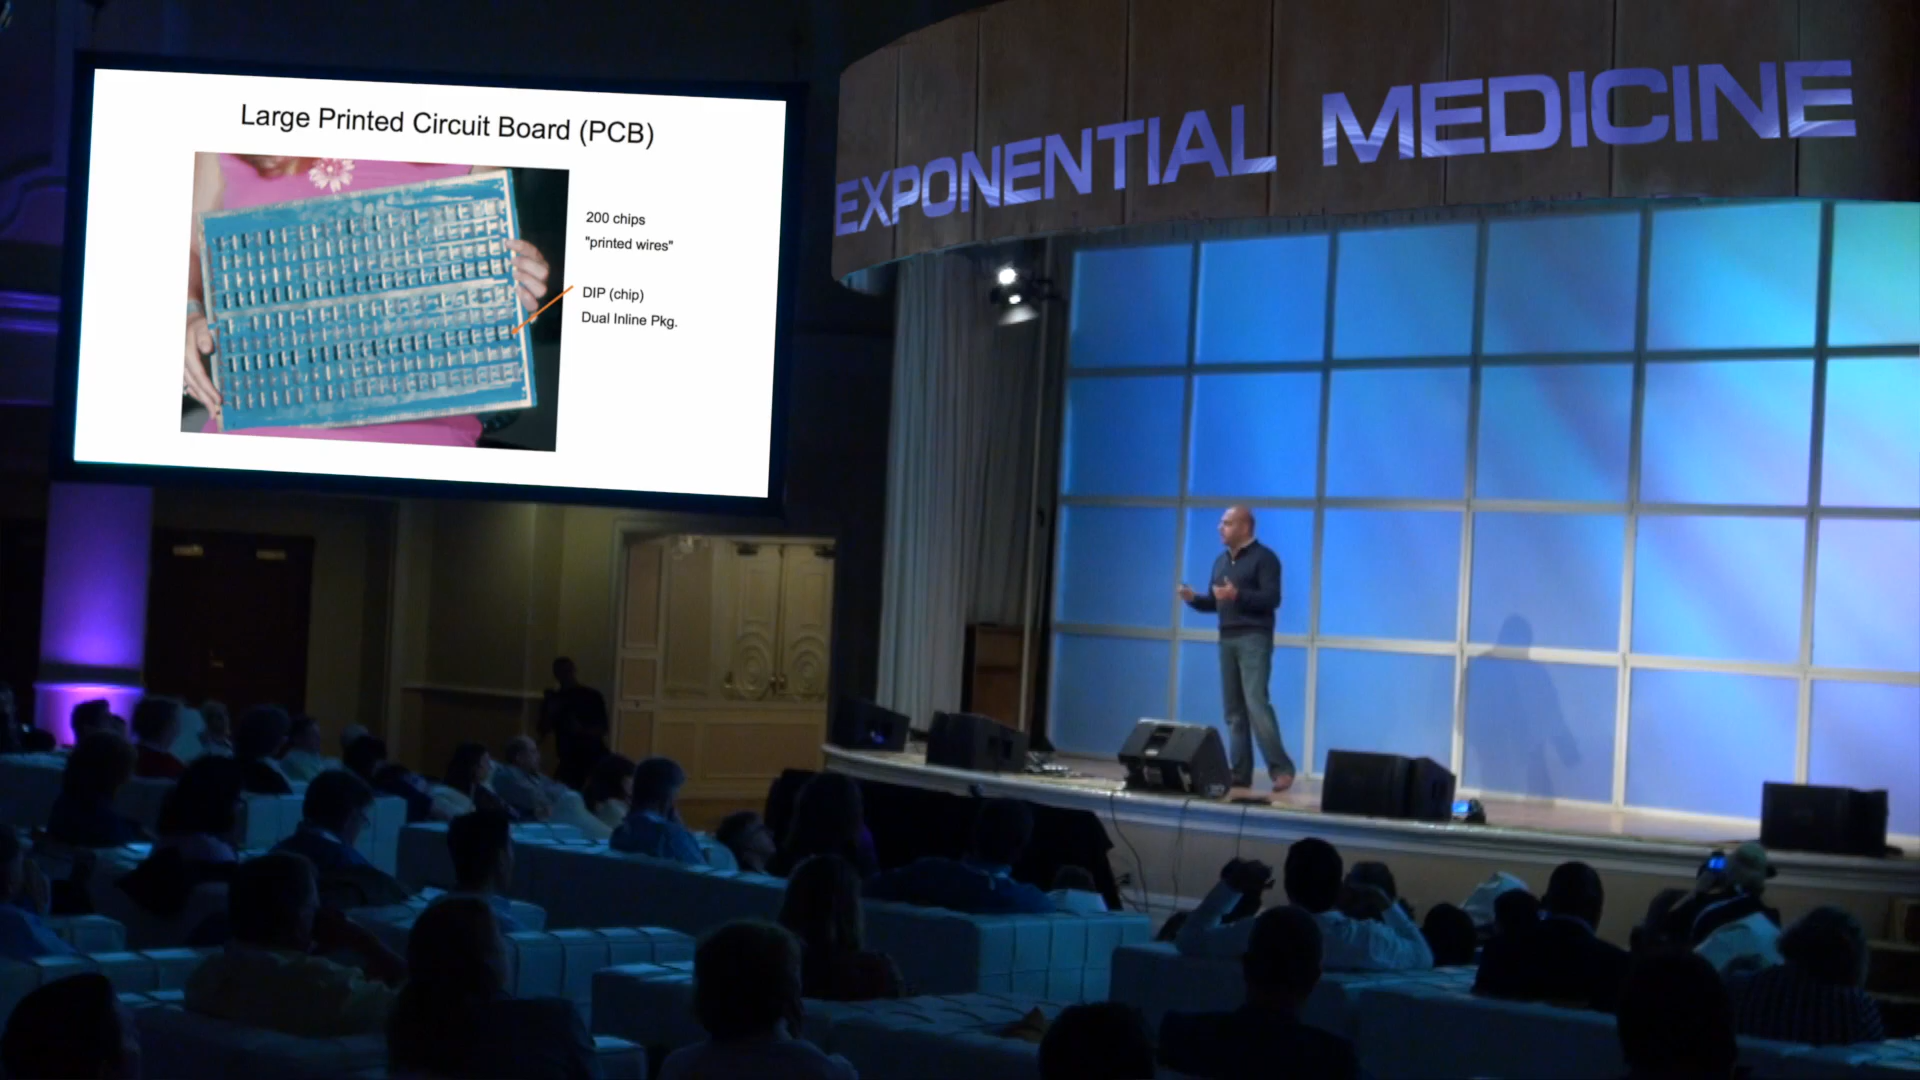 Large Printed Circuit Board (PCB)
200 chips
"printed wires"
DIP (chip)
Dual Inline Pkg.
EXPONENTIAL MEDICINE